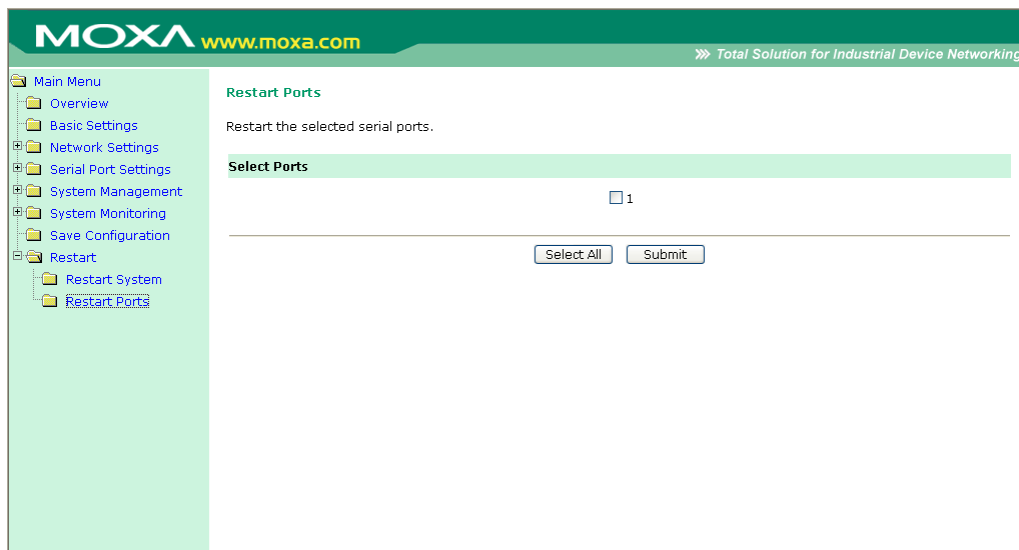 MOXA www.moxa.com
Total Solution for Industrial Device Networking
Main Menu
Overview
Basic Settings
Network Settings
Serial Port Settings
System Management
System Monitoring
Save Configuration
Restart
Restart System
Restart Ports
Restart Ports
Restart the selected serial ports.
Select Ports
1
Select All Submit